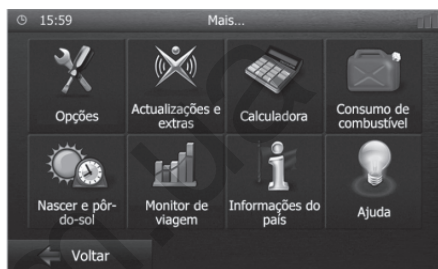 15:59
Mais...
Opções
Actualizações e
extras
Calculadora
Consumo de
combustível
Nascer e pôr-
do-sol
Monitor de
viagem
Informações do
país
Ajuda
Voltar